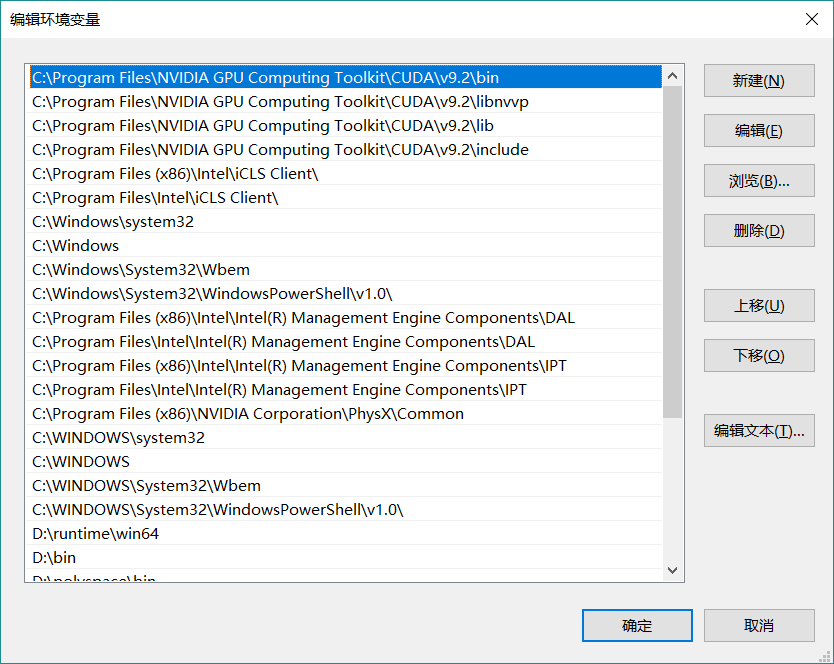 编辑环境变量
C:\Program Files\NVIDIA GPU Computing Toolkit\CUDA\v9.2\bin
C:\Program Files\NVIDIA GPU Computing Toolkit\CUDA\v9.2\libnvvp
C:\Program Files\NVIDIA GPU Computing Toolkit\CUDA\v9.2\lib
C:\Program Files\NVIDIA GPU Computing Toolkit\CUDA\v9.2\include
C:\Program Files (x86)\Intel\iCLS Client\
C:\Program Files\Intel\iCLS Client\
C:\Windows\system32
C:\Windows
C:\Windows\System32\Wbem
C:\Windows\System32\WindowsPowerShell\v1.0\
C:\Program Files (x86)\Intel\Intel(R) Management Engine Components\DAL
C:\Program Files\Intel\Intel(R) Management Engine Components\DAL
C:\Program Files (x86)\Intel\Intel(R) Management Engine Components\IPT
C:\Program Files\Intel\Intel(R) Management Engine Components\IPT
C:\Program Files (x86)\NVIDIA Corporation\PhysX\Common
C:\WINDOWS\system32
C:\WINDOWS
C:\WINDOWS\System32\Wbem
C:\WINDOWS\System32\WindowsPowerShell\v1.0\
D:\runtime\win64
D:\bin
D:\polyspace\bin
新建(N)
编辑(E)
浏览(B)...
删除(D)
上移(U)
下移(O)
编辑文本(T)...
确定
取消